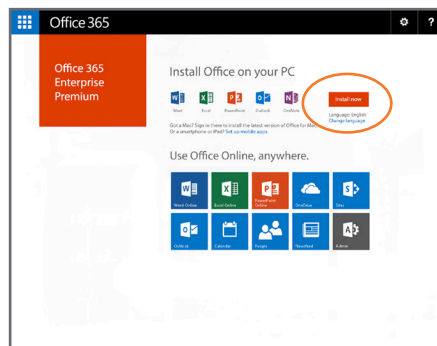 Office 365
?
Office 365
Enterprise
Premium
Install Office on your PC
Word Excel PowerPoint Outlook OneNote
Install now
Language: English
Change language
Got a Mac? Sign in there to install the latest version of Office for Mac.
Or a smartphone or iPad? Set up mobile apps
Use Office Online, anywhere.
Word Online Excel Online PowerPoint Online OneDrive Sites
Outlook Calendar People Newsfeed Admin